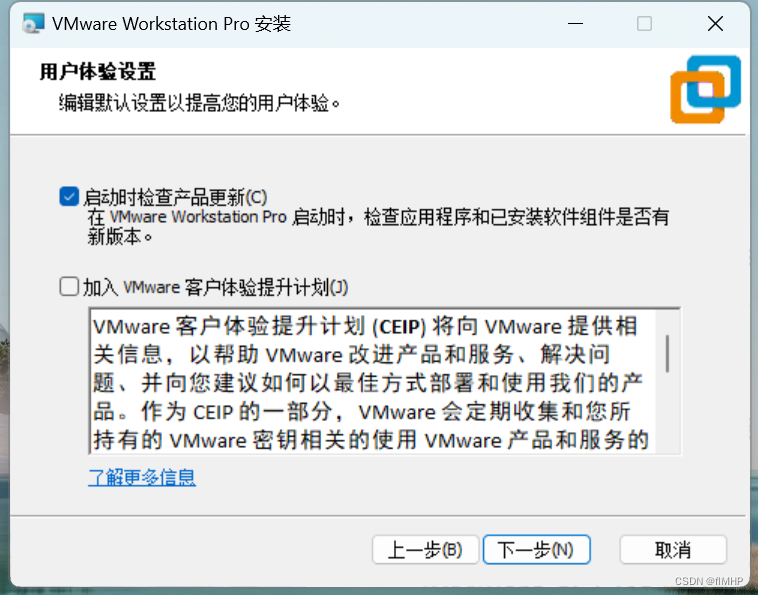 VMware Workstation Pro 安装
用户体验设置
编辑默认设置以提高您的用户体验。
启动时检查产品更新(C)
在 VMware Workstation Pro 启动时，检查应用程序和已安装软件组件是否有
新版本。
加入 VMware 客户体验提升计划(J)
VMware 客户体验提升计划 (CEIP) 将向 VMware 提供相
关信息，以帮助 VMware 改进产品和服务、解决问
题、并向您建议如何以最佳方式部署和使用我们的产
品。作为 CEIP 的一部分，VMware 会定期收集和您所
持有的 VMware 密钥相关的使用 VMware 产品和服务的
了解更多信息
上一步(B) 下一步(N) 取消
CSDN @flMHP